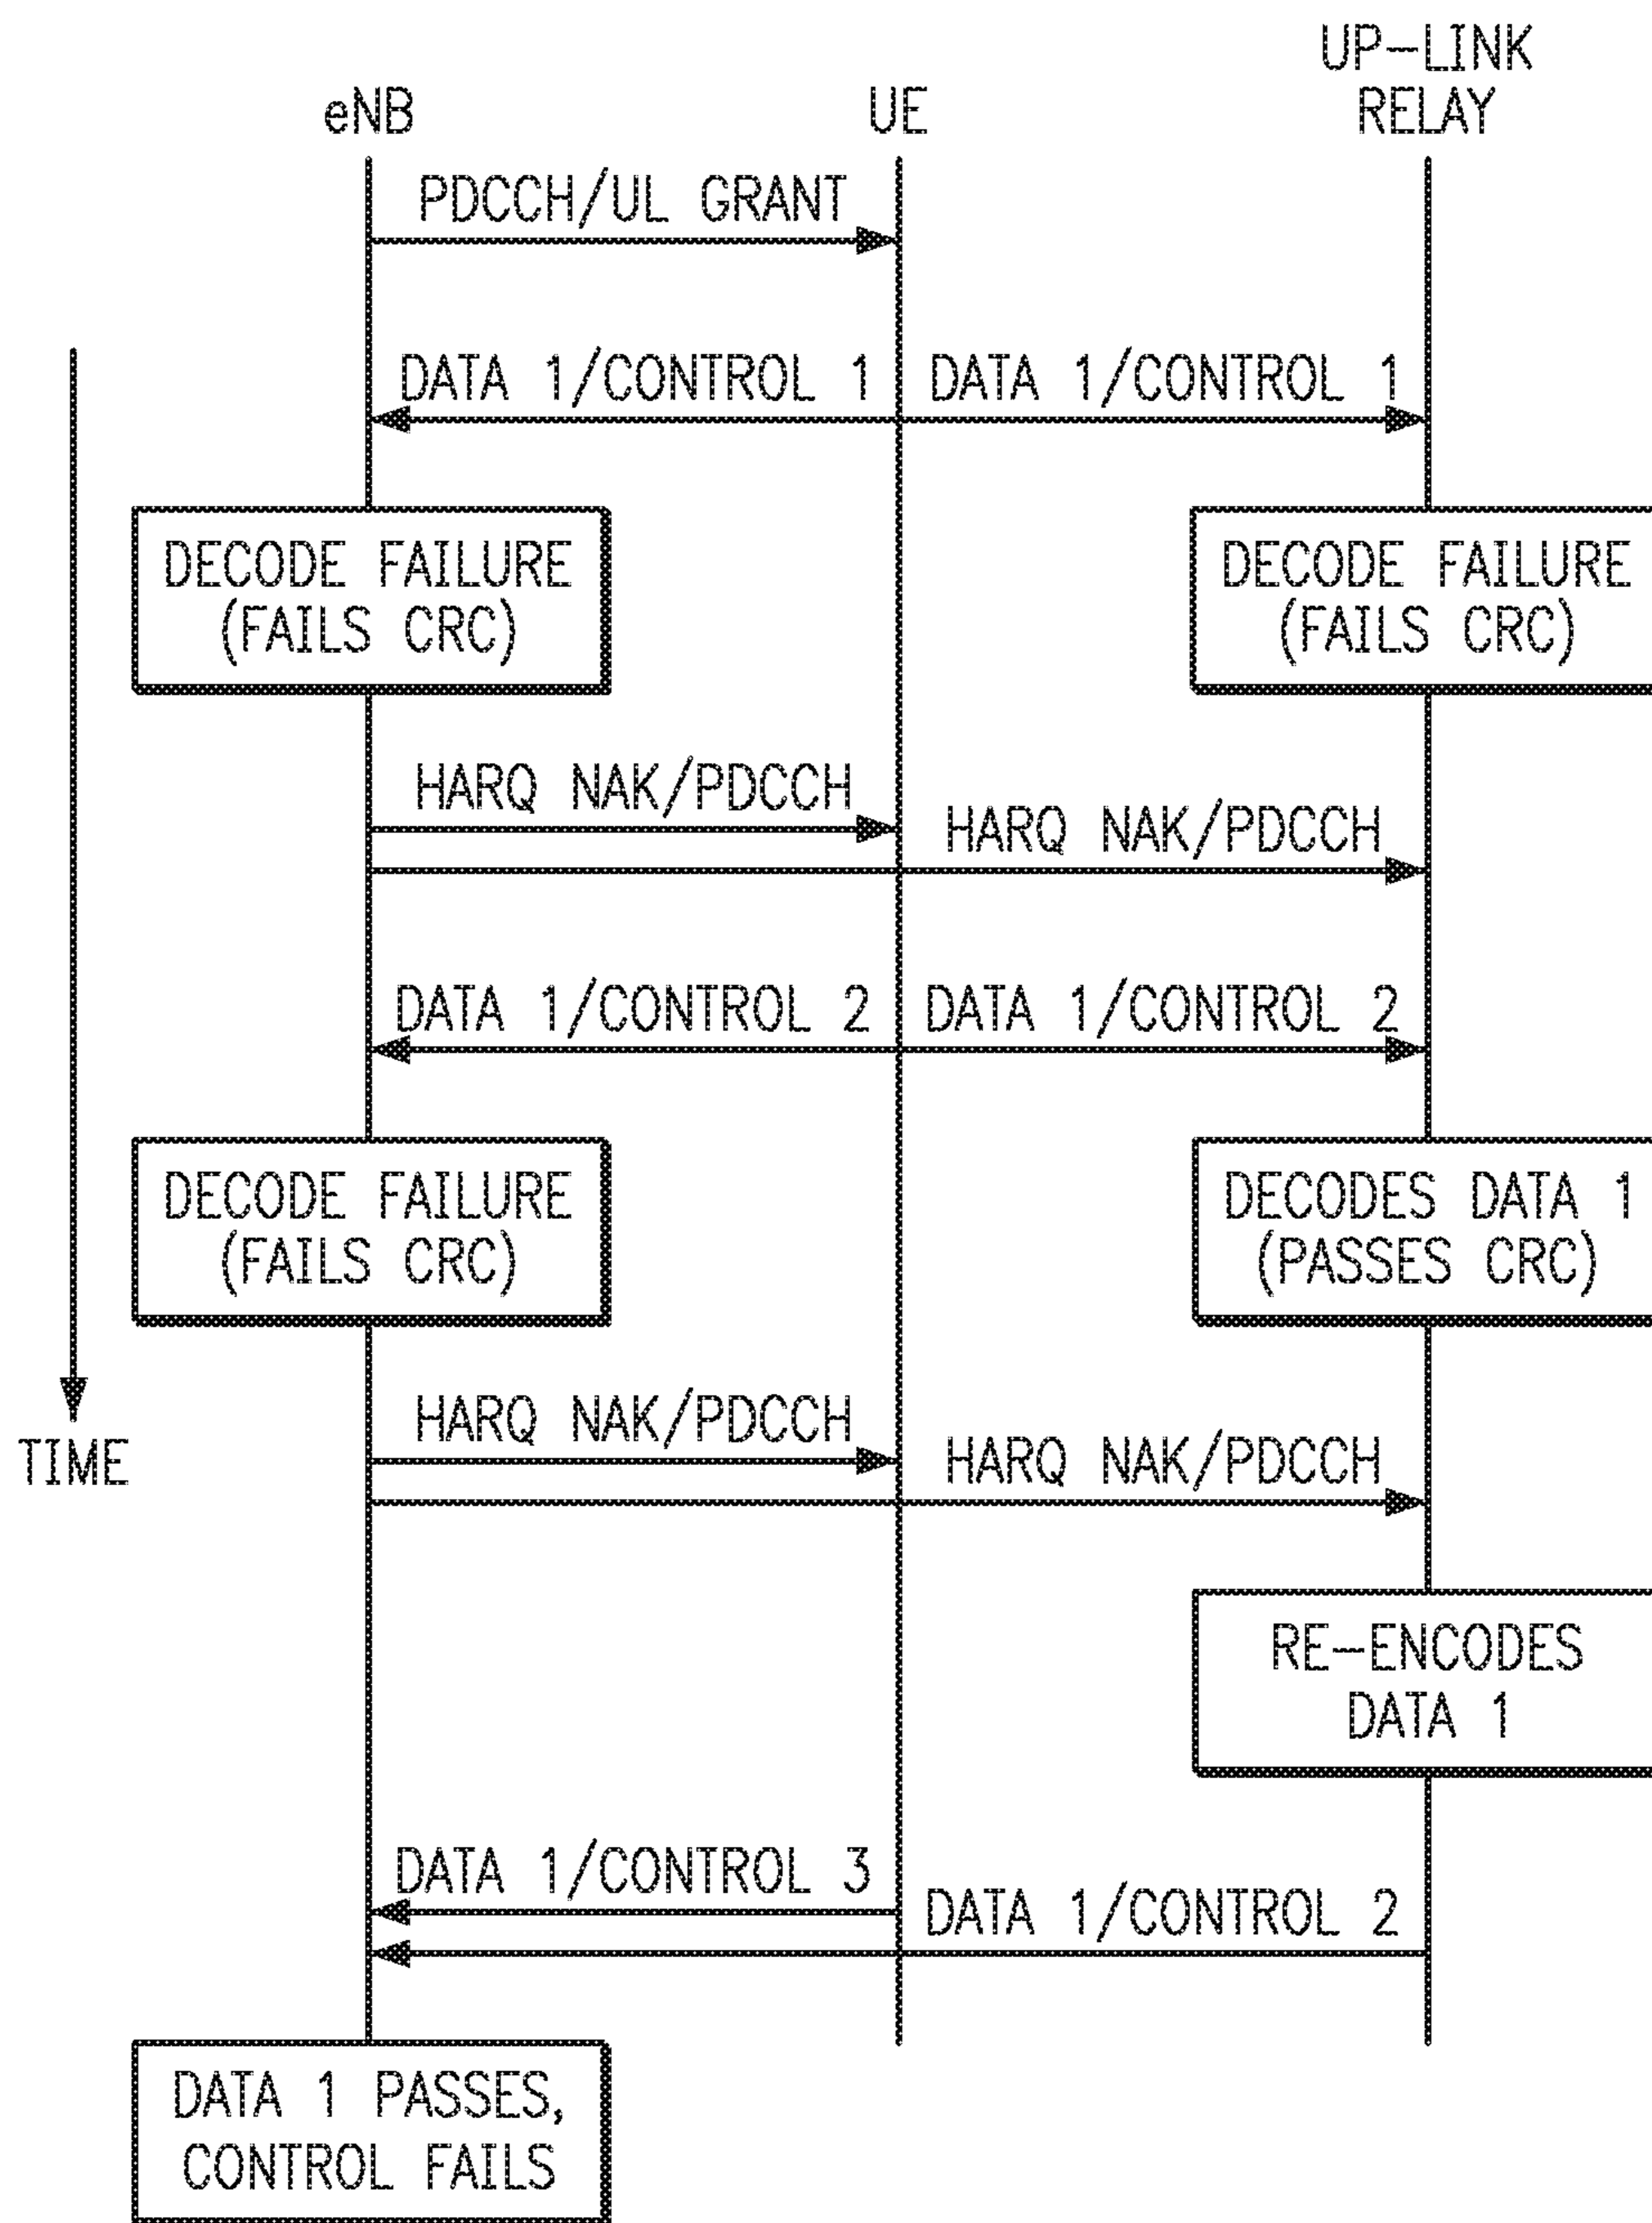 UP-LINK
eNB UE RELAY
PDCCH/UL GRANT
DATA 1/CONTROL 1 DATA 1/CONTROL 1
DECODE FAILURE
(FAILS CRC)
DECODE FAILURE
(FAILS CRC)
HARQ NAK/PDCCH
HARQ NAK/PDCCH
DATA 1/CONTROL 2 DATA 1/CONTROL 2
DECODE FAILURE
(FAILS CRC)
DECODES DATA 1
(PASSES CRC)
HARQ NAK/PDCCH
HARQ NAK/PDCCH
TIME
RE-ENCODES
DATA 1
DATA 1/CONTROL 3
DATA 1/CONTROL 2
DATA 1 PASSES,
CONTROL FAILS